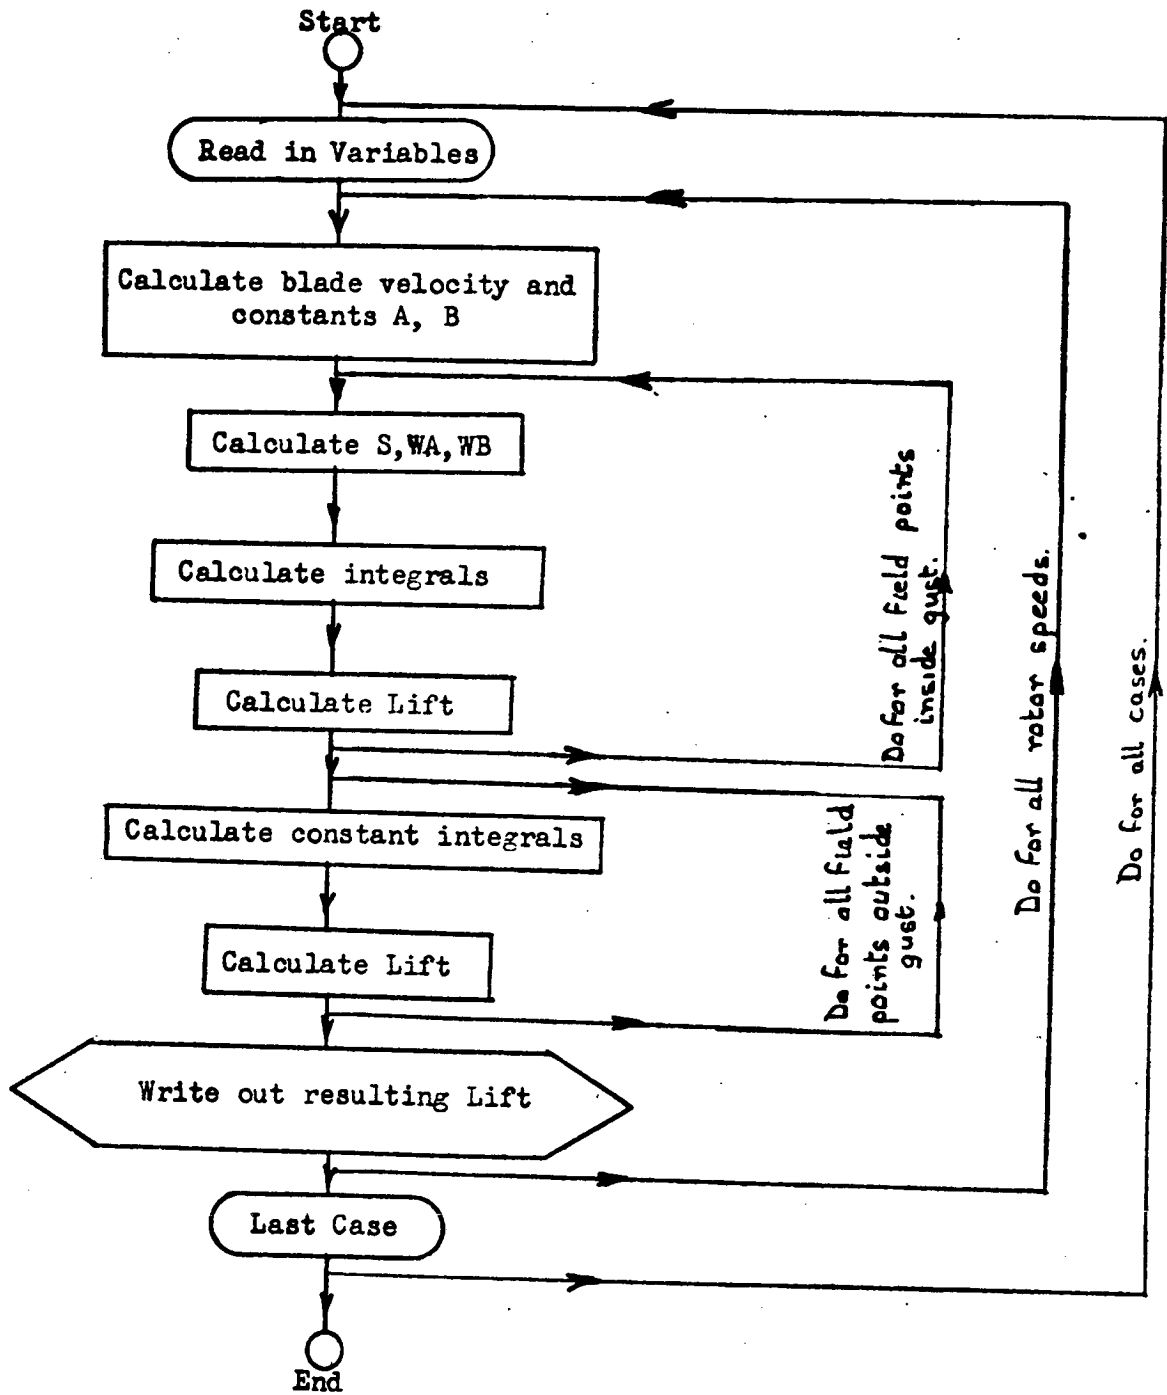 Start
Read in Variables
Calculate blade velocity and
constants A, B
Calculate S,WA,WB
Calculate integrals
Calculate Lift
Do for all field points
inside gust.
Calculate constant integrals
Calculate Lift
Do for all field
points outside
gust.
Do for all rotor speeds.
Do for all cases.
Write out resulting Lift
Last Case
End